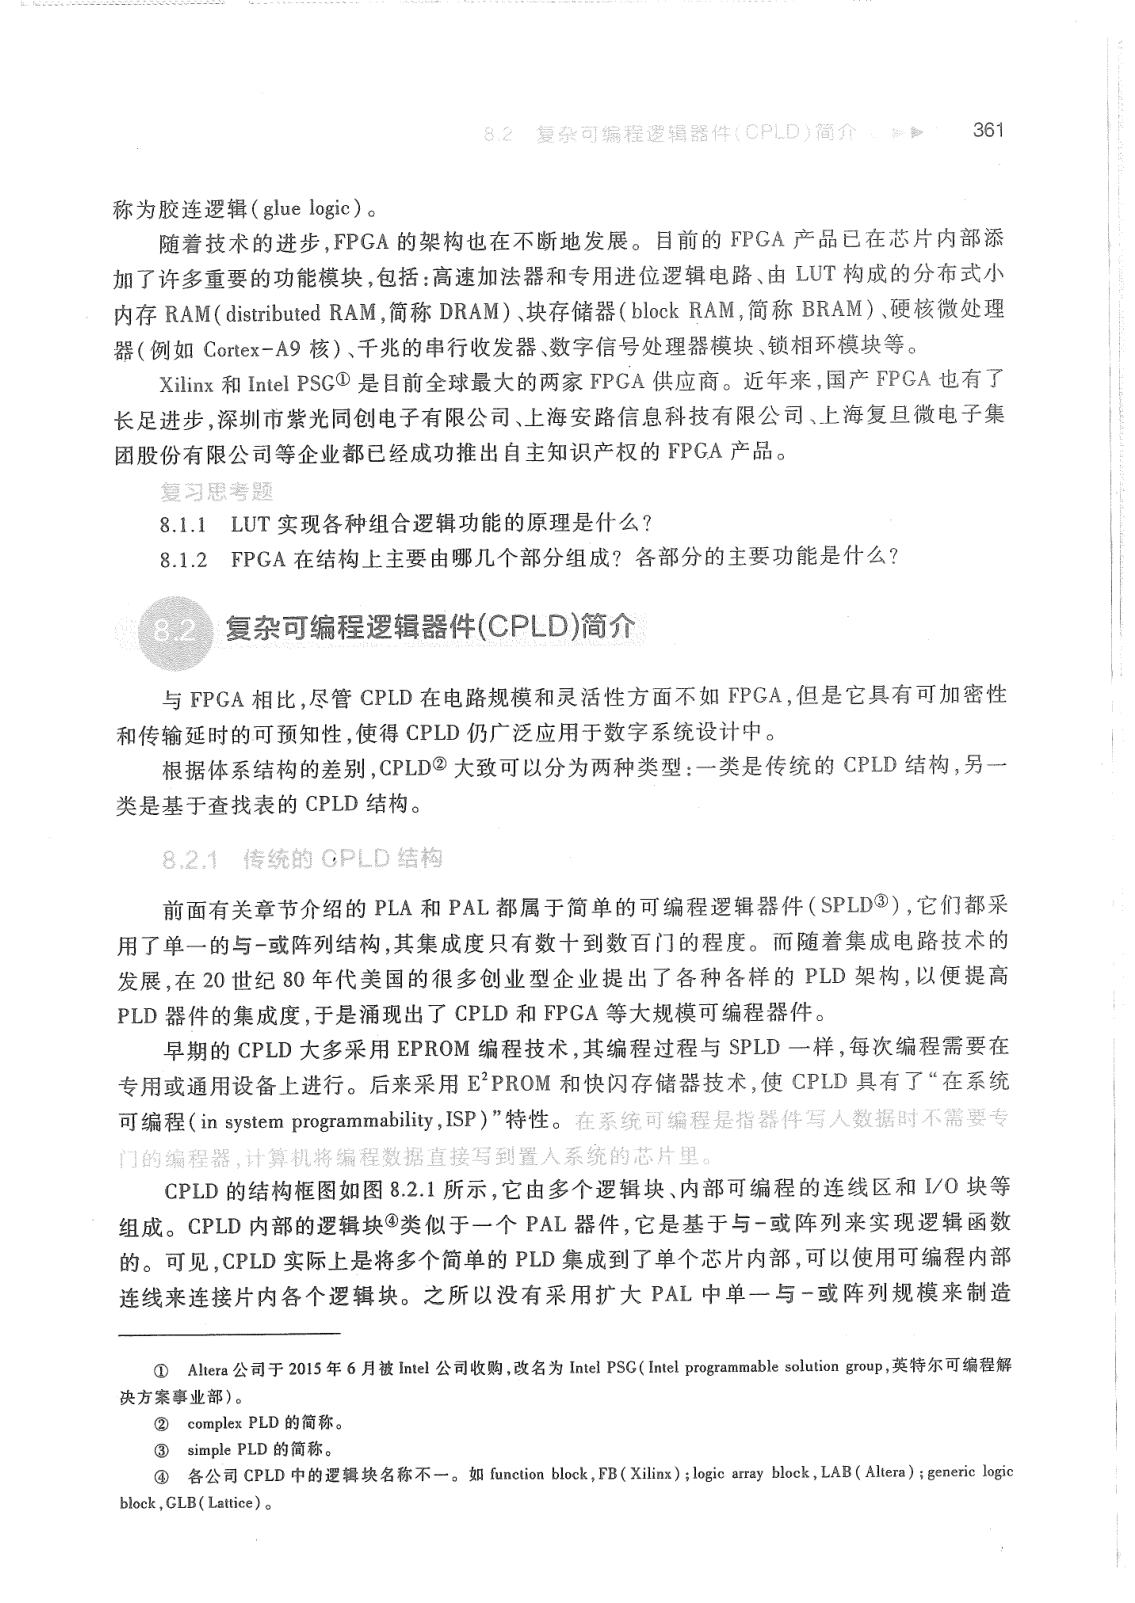 8.2 复杂可编程逻辑器件(CPLD)简介 361
称为胶连逻辑(glue logic)。
随着技术的进步,FPGA 的架构也在不断地发展。目前的 FPGA 产品已在芯片内部添
加了许多重要的功能模块,包括:高速加法器和专用进位逻辑电路、由 LUT 构成的分布式小
内存 RAM(distributed RAM,简称 DRAM)、块存储器(block RAM,简称 BRAM)、硬核微处理
器(例如 Cortex-A9 核)、千兆的串行收发器、数字信号处理器模块、锁相环模块等。
Xilinx 和 Intel PSG① 是目前全球最大的两家 FPGA 供应商。近年来,国产 FPGA 也有了
长足进步,深圳市紫光同创电子有限公司、上海安路信息科技有限公司、上海复旦微电子集
团股份有限公司等企业都已经成功推出自主知识产权的 FPGA 产品。
复习思考题
8.1.1 LUT 实现各种组合逻辑功能的原理是什么?
8.1.2 FPGA 在结构上主要由哪几个部分组成? 各部分的主要功能是什么?
8.2 复杂可编程逻辑器件(CPLD)简介
与 FPGA 相比,尽管 CPLD 在电路规模和灵活性方面不如 FPGA,但是它具有可加密性
和传输延时的可预知性,使得 CPLD 仍广泛应用于数字系统设计中。
根据体系结构的差别,CPLD② 大致可以分为两种类型:一类是传统的 CPLD 结构,另一
类是基于查找表的 CPLD 结构。
8.2.1 传统的 CPLD 结构
前面有关章节介绍的 PLA 和 PAL 都属于简单的可编程逻辑器件(SPLD③),它们都采
用了单一的与-或阵列结构,其集成度只有数十到数百门的程度。而随着集成电路技术的
发展,在 20 世纪 80 年代美国的很多创业型企业提出了各种各样的 PLD 架构,以便提高
PLD 器件的集成度,于是涌现出了 CPLD 和 FPGA 等大规模可编程器件。
早期的 CPLD 大多采用 EPROM 编程技术,其编程过程与 SPLD 一样,每次编程需要在
专用或通用设备上进行。后来采用 E²PROM 和快闪存储器技术,使 CPLD 具有了“在系统
可编程(in system programmability,ISP)”特性。在系统可编程是指器件写入数据时不需要专
门的编程器,计算机将编程数据直接写到置入系统的芯片里。
CPLD 的结构框图如图 8.2.1 所示,它由多个逻辑块、内部可编程的连线区和 I/O 块等
组成。CPLD 内部的逻辑块④类似于一个 PAL 器件,它是基于与-或阵列来实现逻辑函数
的。可见,CPLD 实际上是将多个简单的 PLD 集成到了单个芯片内部,可以使用可编程内部
连线来连接片内各个逻辑块。之所以没有采用扩大 PAL 中单一与-或阵列规模来制造
① Altera 公司于 2015 年 6 月被 Intel 公司收购,改名为 Intel PSG(Intel programmable solution group,英特尔可编程解
决方案事业部)。
② complex PLD 的简称。
③ simple PLD 的简称。
④ 各公司 CPLD 中的逻辑块名称不一。如 function block,FB(Xilinx);logic array block,LAB(Altera);generic logic
block,GLB(Lattice)。